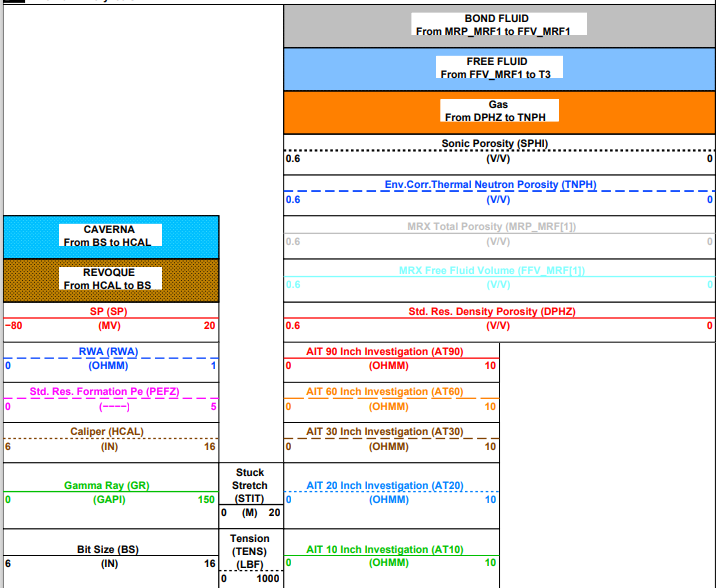 BOND FLUID
From MRP_MRF1 to FFV_MRF1
FREE FLUID
From FFV_MRF1 to T3
Gas
From DPHZ to TNPH
Sonic Porosity (SPHI)
0.6 (V/V) 0
Env.Corr.Thermal Neutron Porosity (TNPH)
0.6 (V/V) 0
CAVERNA
From BS to HCAL
MRX Total Porosity (MRP_MRF[1])
0.6 (V/V) 0
REVOQUE
From HCAL to BS
MRX Free Fluid Volume (FFV_MRF[1])
0.6 (V/V) 0
SP (SP)
−80 (MV) 20
Std. Res. Density Porosity (DPHZ)
0.6 (V/V) 0
RWA (RWA)
0 (OHMM) 1
AIT 90 Inch Investigation (AT90)
0 (OHMM) 10
Std. Res. Formation Pe (PEFZ)
0 (−−−−) 5
AIT 60 Inch Investigation (AT60)
0 (OHMM) 10
Caliper (HCAL)
6 (IN) 16
AIT 30 Inch Investigation (AT30)
0 (OHMM) 10
Gamma Ray (GR)
0 (GAPI) 150
Stuck
Stretch
(STIT)
0 (M) 20
AIT 20 Inch Investigation (AT20)
0 (OHMM) 10
Bit Size (BS)
6 (IN) 16
Tension
(TENS)
(LBF)
0 1000
AIT 10 Inch Investigation (AT10)
0 (OHMM) 10